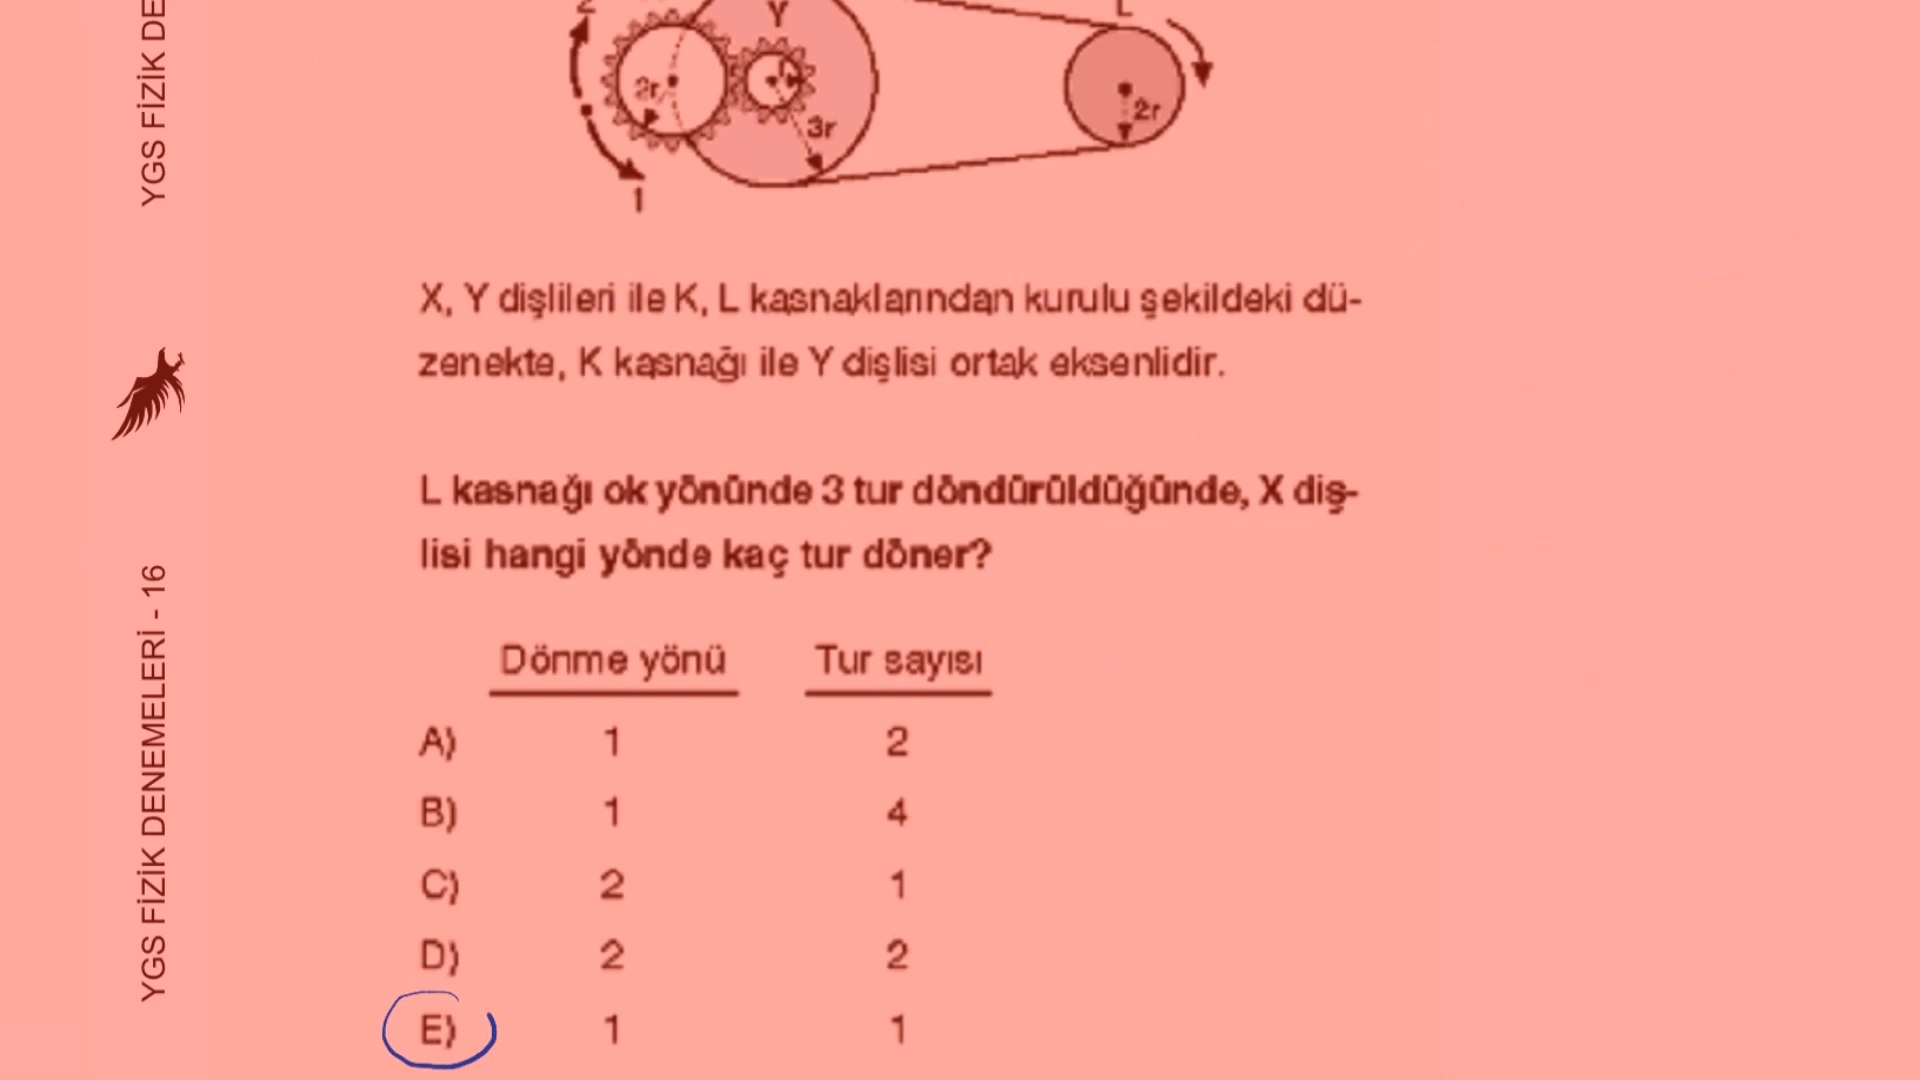 YGS FİZİK DE
2
Y
L
2r
r
3r
2r
1
X, Y dişlileri ile K, L kasnaklarından kurulu şekildeki dü-
zenekte, K kasnağı ile Y dişlisi ortak eksenlidir.
L kasnağı ok yönünde 3 tur döndürüldüğünde, X diş-
lisi hangi yönde kaç tur döner?
YGS FİZİK DENEMELERİ - 16
Dönme yönü Tur sayısı
A) 1 2
B) 1 4
C) 2 1
D) 2 2
E) 1 1